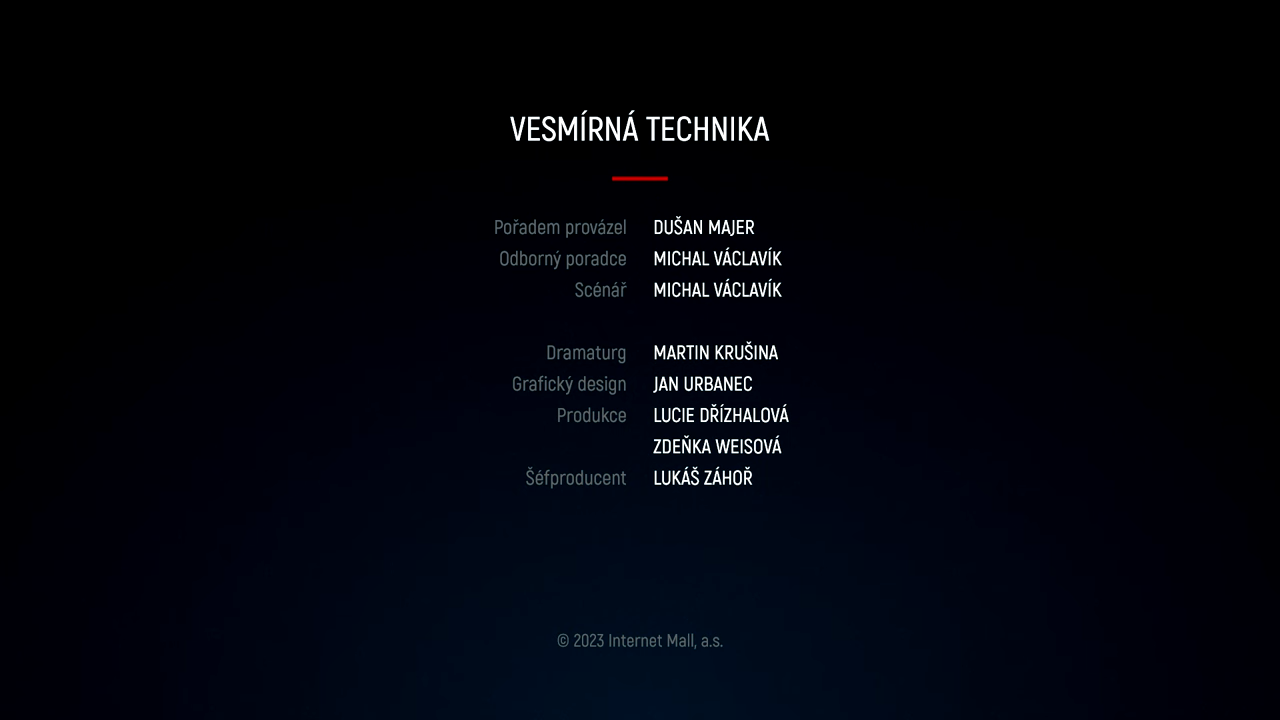 VESMÍRNÁ TECHNIKA
Pořadem provázel DUŠAN MAJER
Odborný poradce MICHAL VÁCLAVÍK
Scénář MICHAL VÁCLAVÍK
Dramaturg MARTIN KRUŠINA
Grafický design JAN URBANEC
Produkce LUCIE DŘÍZHALOVÁ
ZDEŇKA WEISOVÁ
Šéfproducent LUKÁŠ ZÁHOŘ
© 2023 Internet Mall, a.s.